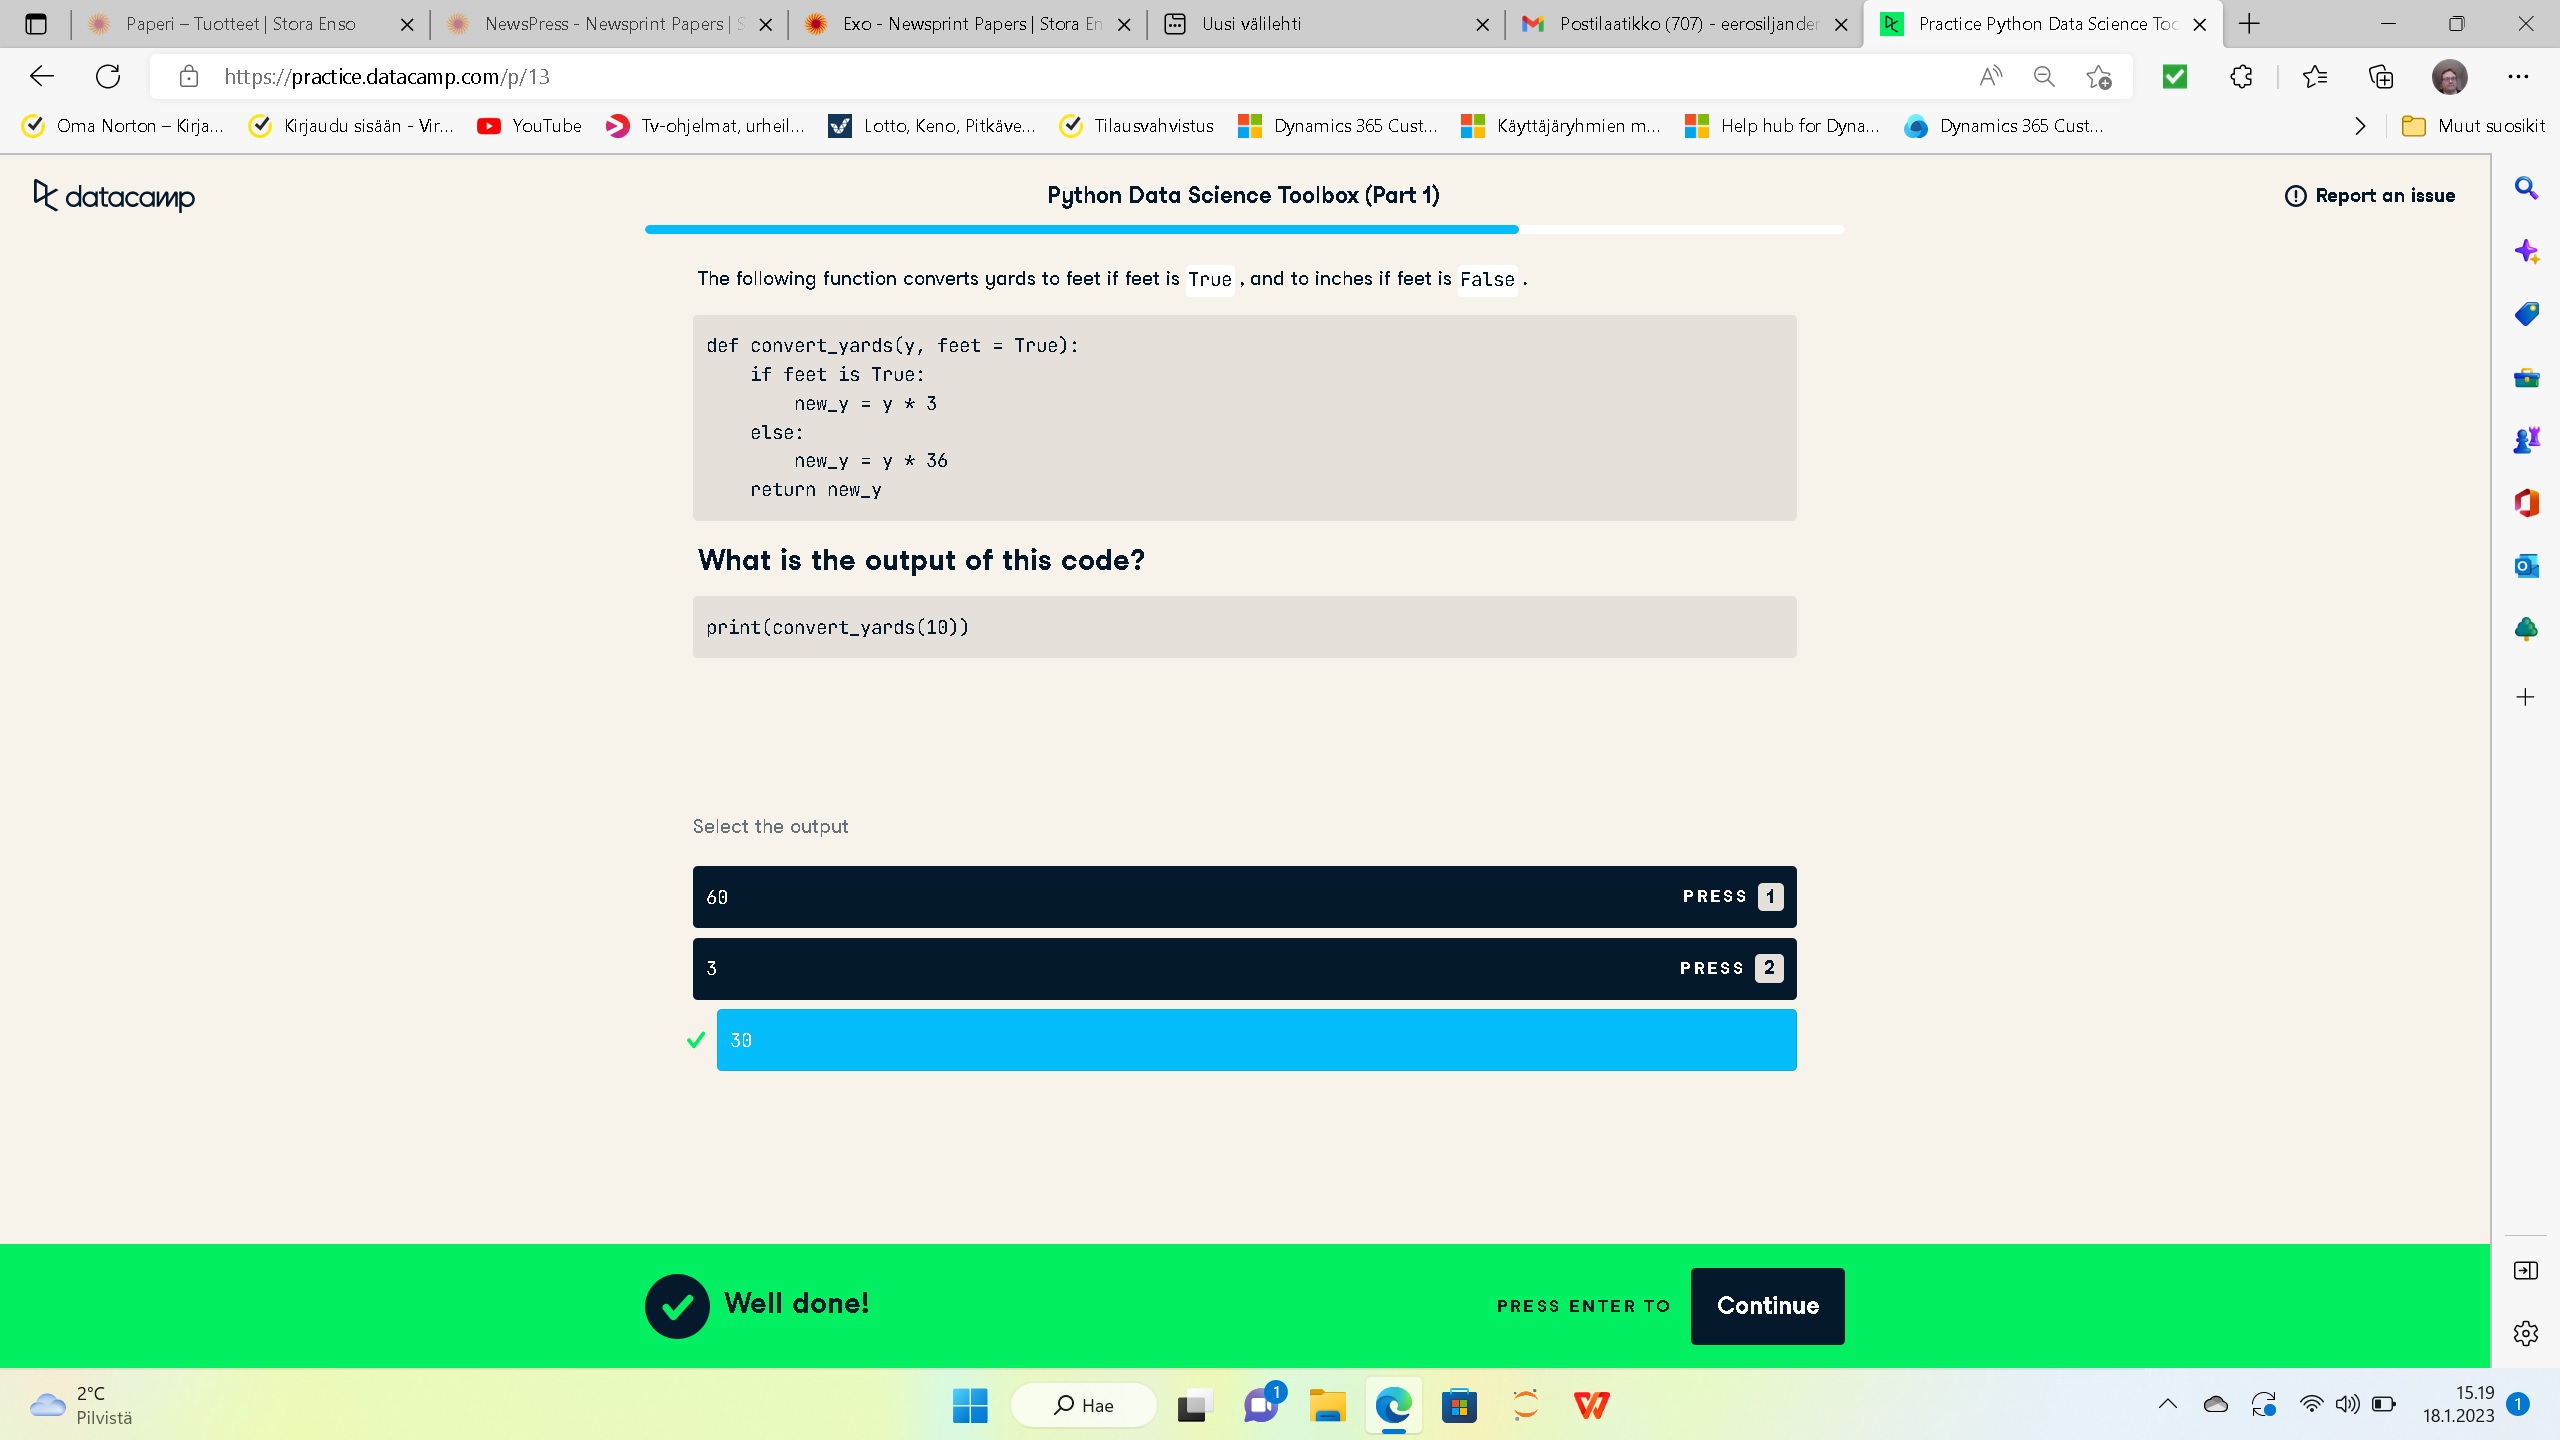 Paperi – Tuotteet | Stora Enso
NewsPress - Newsprint Papers | S
Exo - Newsprint Papers | Stora En
Uusi välilehti
Postilaatikko (707) - eerosiljander
Practice Python Data Science Too
https://practice.datacamp.com/p/13
Oma Norton – Kirja...
Kirjaudu sisään - Vir...
YouTube
Tv-ohjelmat, urheil...
Lotto, Keno, Pitkäve...
Tilausvahvistus
Dynamics 365 Cust...
Käyttäjäryhmien m...
Help hub for Dyna...
Dynamics 365 Cust...
Muut suosikit
datacamp
Python Data Science Toolbox (Part 1)
Report an issue
The following function converts yards to feet if feet is True , and to inches if feet is False .
def convert_yards(y, feet = True):
    if feet is True:
        new_y = y * 3
    else:
        new_y = y * 36
    return new_y
What is the output of this code?
print(convert_yards(10))
Select the output
60 PRESS 1
3 PRESS 2
30
Well done!
PRESS ENTER TO Continue
2°C
Pilvistä
Hae
1
15.19
18.1.2023
1